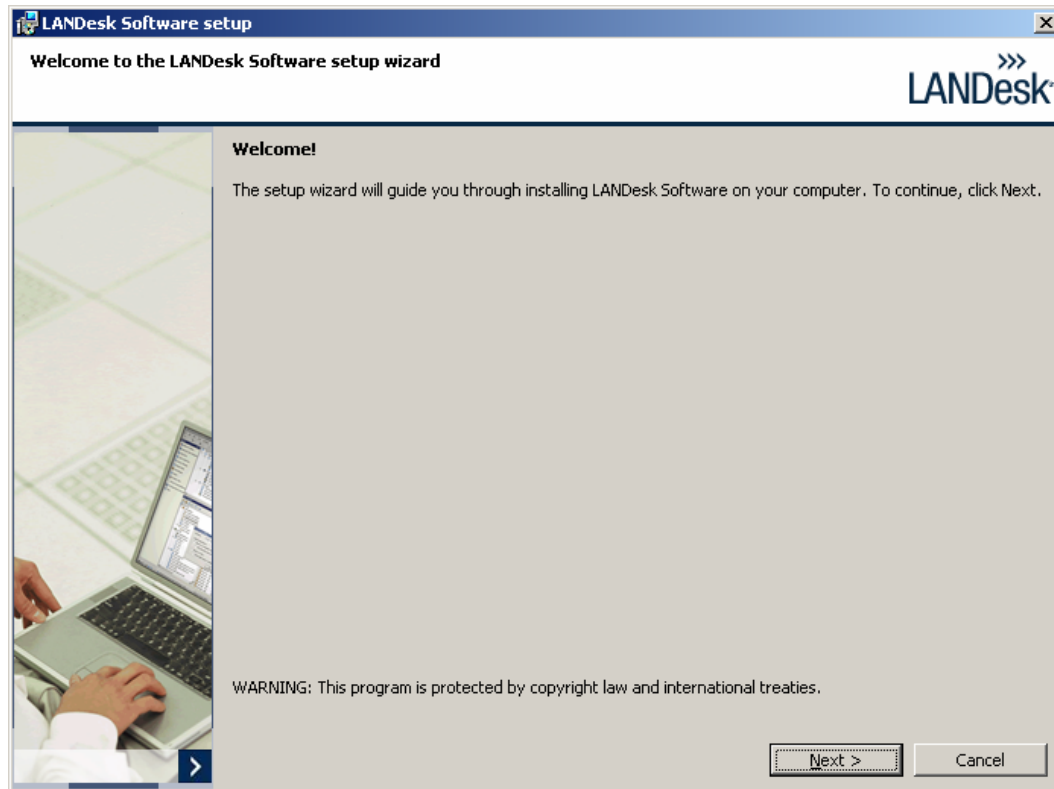 LANDesk Software setup
Welcome to the LANDesk Software setup wizard
LANDesk
Welcome!
The setup wizard will guide you through installing LANDesk Software on your computer. To continue, click Next.
WARNING: This program is protected by copyright law and international treaties.
Next >
Cancel